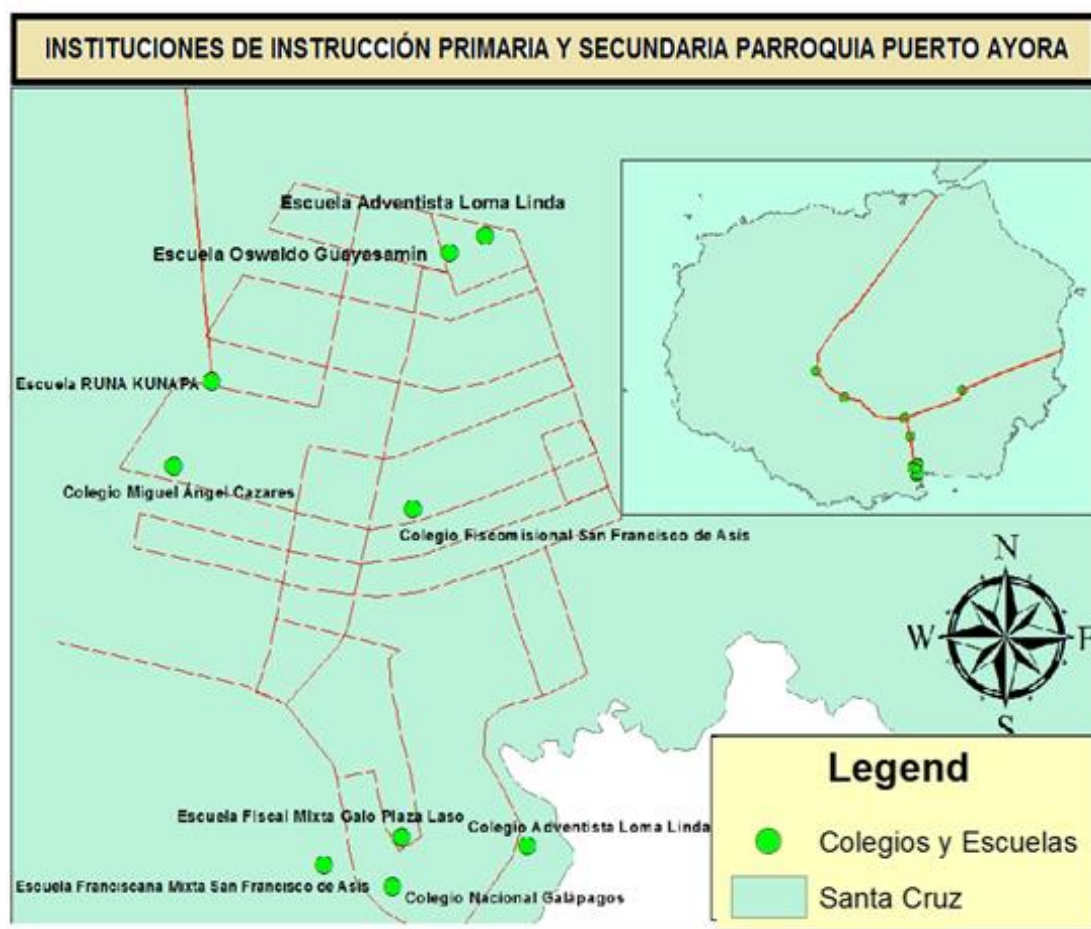 INSTITUCIONES DE INSTRUCCIÓN PRIMARIA Y SECUNDARIA PARROQUIA PUERTO AYORA
Escuela Adventista Loma Linda
Escuela Oswaldo Guayasamin
Escuela RUNA KUNAPA
Colegio Miguel Ángel Cazares
Colegio Fiscomisional San Francisco de Asis
N
W
S
Escuela Fiscal Mixta Galo Plaza Laso
Colegio Adventista Loma Linda
Escuela Franciscana Mixta San Francisco de Asis
Colegio Nacional Galápagos
Legend
Colegios y Escuelas
Santa Cruz